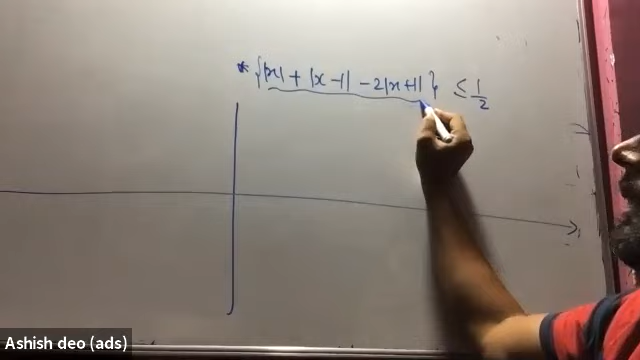 * {|x| + |x-1| - 2|x+1|} ≤ 1/2
Ashish deo (ads)